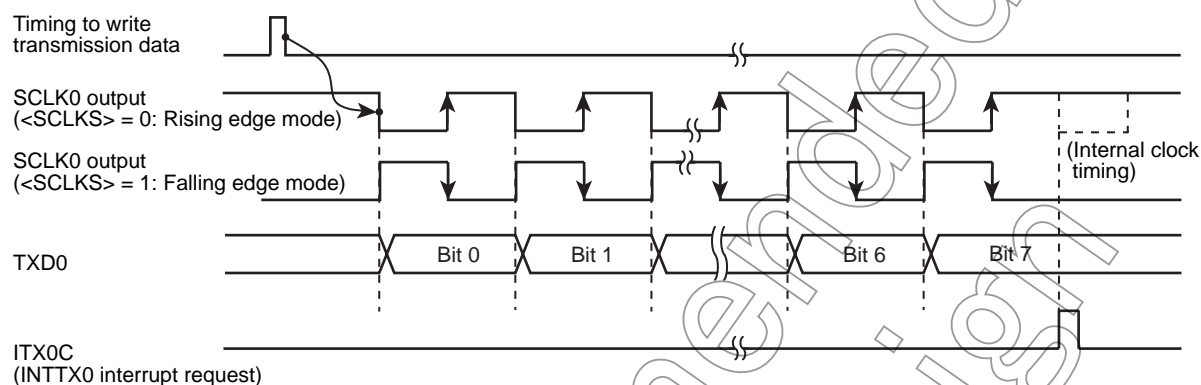 Timing to write
transmission data
SCLK0 output
(<SCLKS> = 0: Rising edge mode)
SCLK0 output
(<SCLKS> = 1: Falling edge mode)
(Internal clock
timing)
TXD0
Bit 0
Bit 1
Bit 6
Bit 7
ITX0C
(INTTX0 interrupt request)